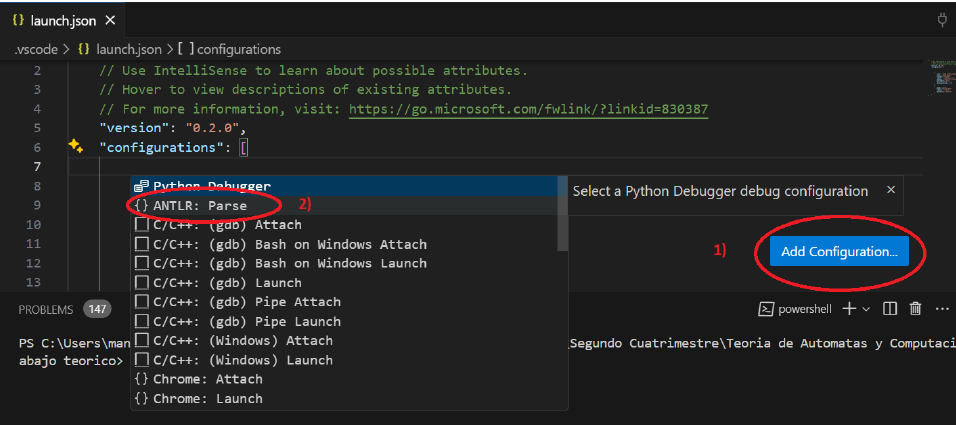 {} launch.json ×
.vscode > {} launch.json > [ ] configurations
2 // Use IntelliSense to learn about possible attributes.
3 // Hover to view descriptions of existing attributes.
4 // For more information, visit: https://go.microsoft.com/fwlink/?linkid=830387
5 "version": "0.2.0",
6 "configurations": [
7
8 Python Debugger
Select a Python Debugger debug configuration ×
9 {} ANTLR: Parse 2)
10 C/C++: (gdb) Attach
11 C/C++: (gdb) Bash on Windows Attach
1) Add Configuration...
12 C/C++: (gdb) Bash on Windows Launch
13 C/C++: (gdb) Launch
C/C++: (gdb) Pipe Attach
PROBLEMS 147
powershell
C/C++: (gdb) Pipe Launch
PS C:\Users\man
C/C++: (Windows) Attach
\Segundo Cuatrimestre\Teoria de Automatas y Computaci
abajo teorico>
C/C++: (Windows) Launch
{} Chrome: Attach
{} Chrome: Launch